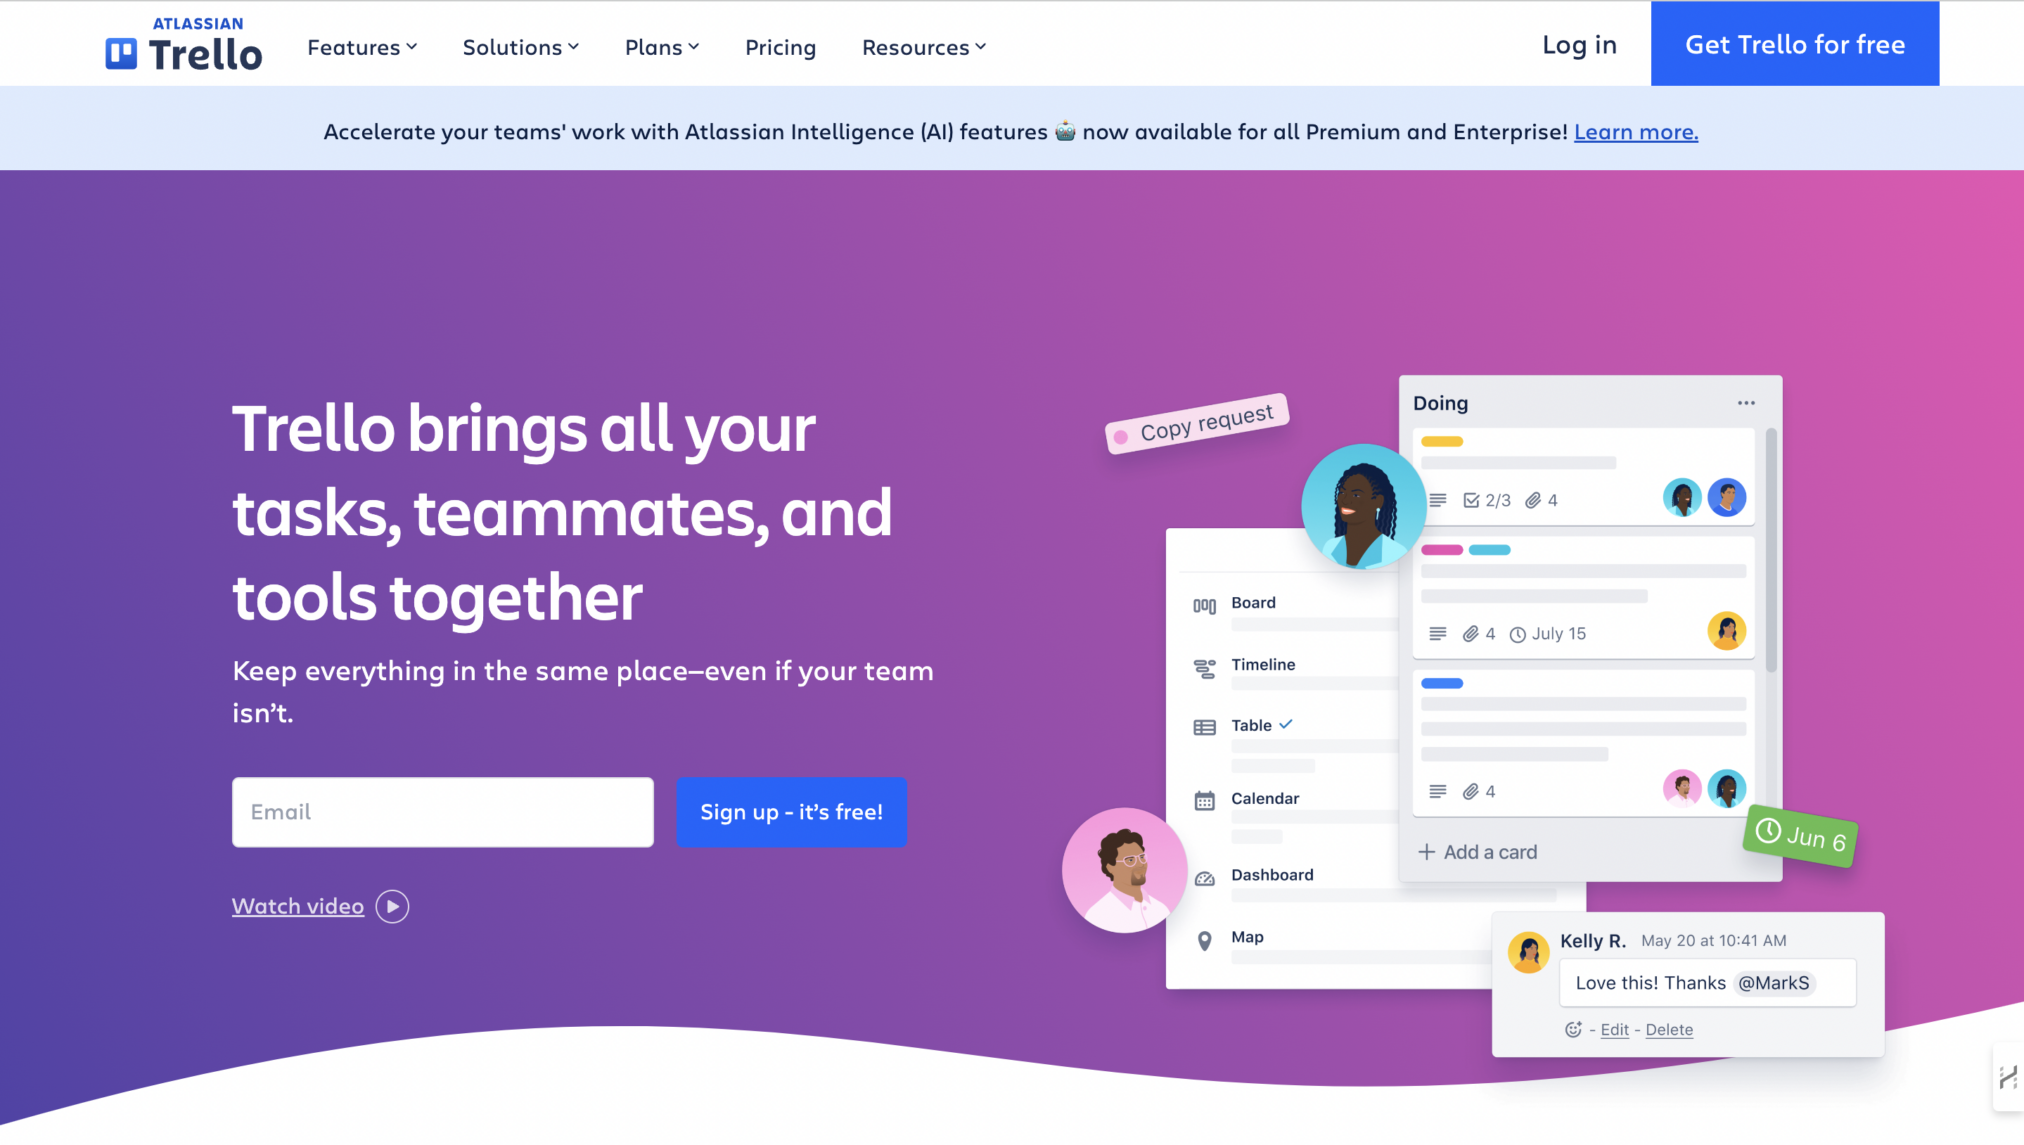 ATLASSIAN
Trello
Features
Solutions
Plans
Pricing
Resources
Log in
Get Trello for free
Accelerate your teams' work with Atlassian Intelligence (AI) features 🤖 now available for all Premium and Enterprise! Learn more.
Trello brings all your
tasks, teammates, and
tools together
Keep everything in the same place—even if your team
isn’t.
Email
Sign up - it’s free!
Watch video
Copy request
Doing
2/3
4
4
July 15
4
Add a card
Jun 6
Board
Timeline
Table
Calendar
Dashboard
Map
Kelly R. May 20 at 10:41 AM
Love this! Thanks @MarkS
- Edit - Delete